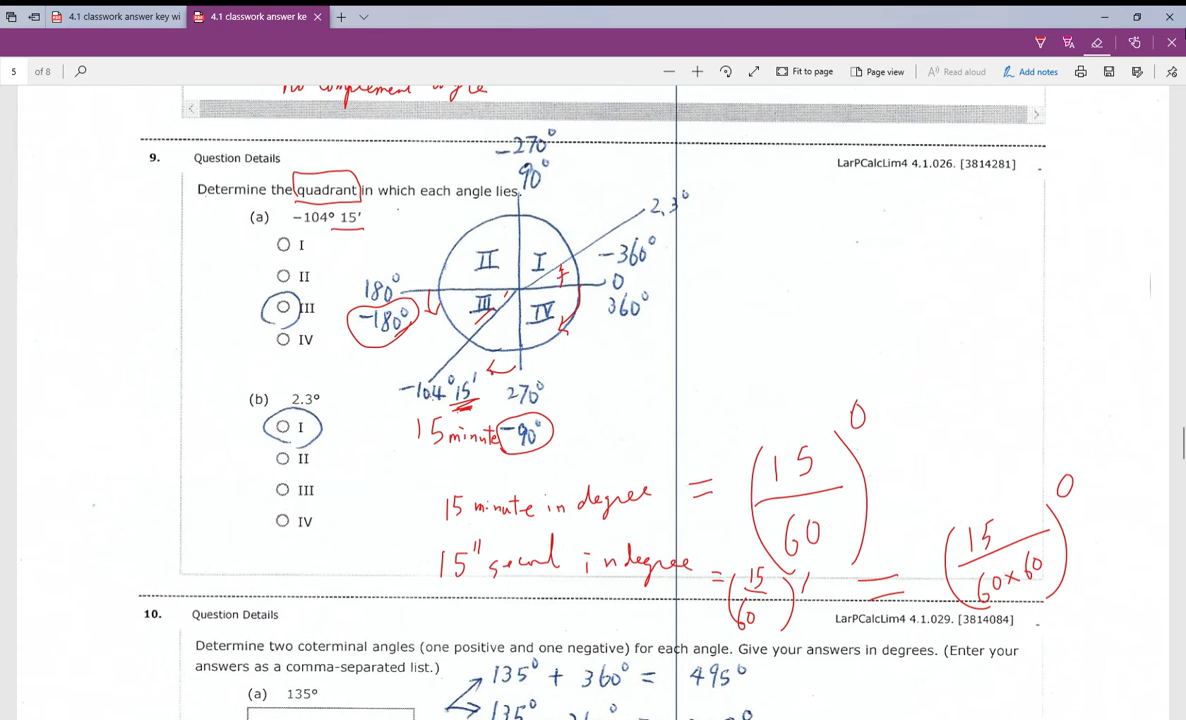 4.1 classwork answer key wi
4.1 classwork answer ke
5 of 8
Fit to page
Page view
Read aloud
Add notes
no complement angle
9. Question Details
LarPCalcLim4 4.1.026. [3814281]
Determine the quadrant in which each angle lies.
(a) −104° 15′
I
II
III
IV
(b) 2.3°
I
II
III
IV
-270°
90°
2.3°
II I
-360°
0
360°
180°
-180°
III IV
-104° 15'
270°
15 minute -90°
15 minute in degree = (15/60)°
15" second in degree = (15/60)' = (15/60×60)°
10. Question Details
LarPCalcLim4 4.1.029. [3814084]
Determine two coterminal angles (one positive and one negative) for each angle. Give your answers in degrees. (Enter your
answers as a comma-separated list.)
135° + 360° = 495°
(a) 135°
135°